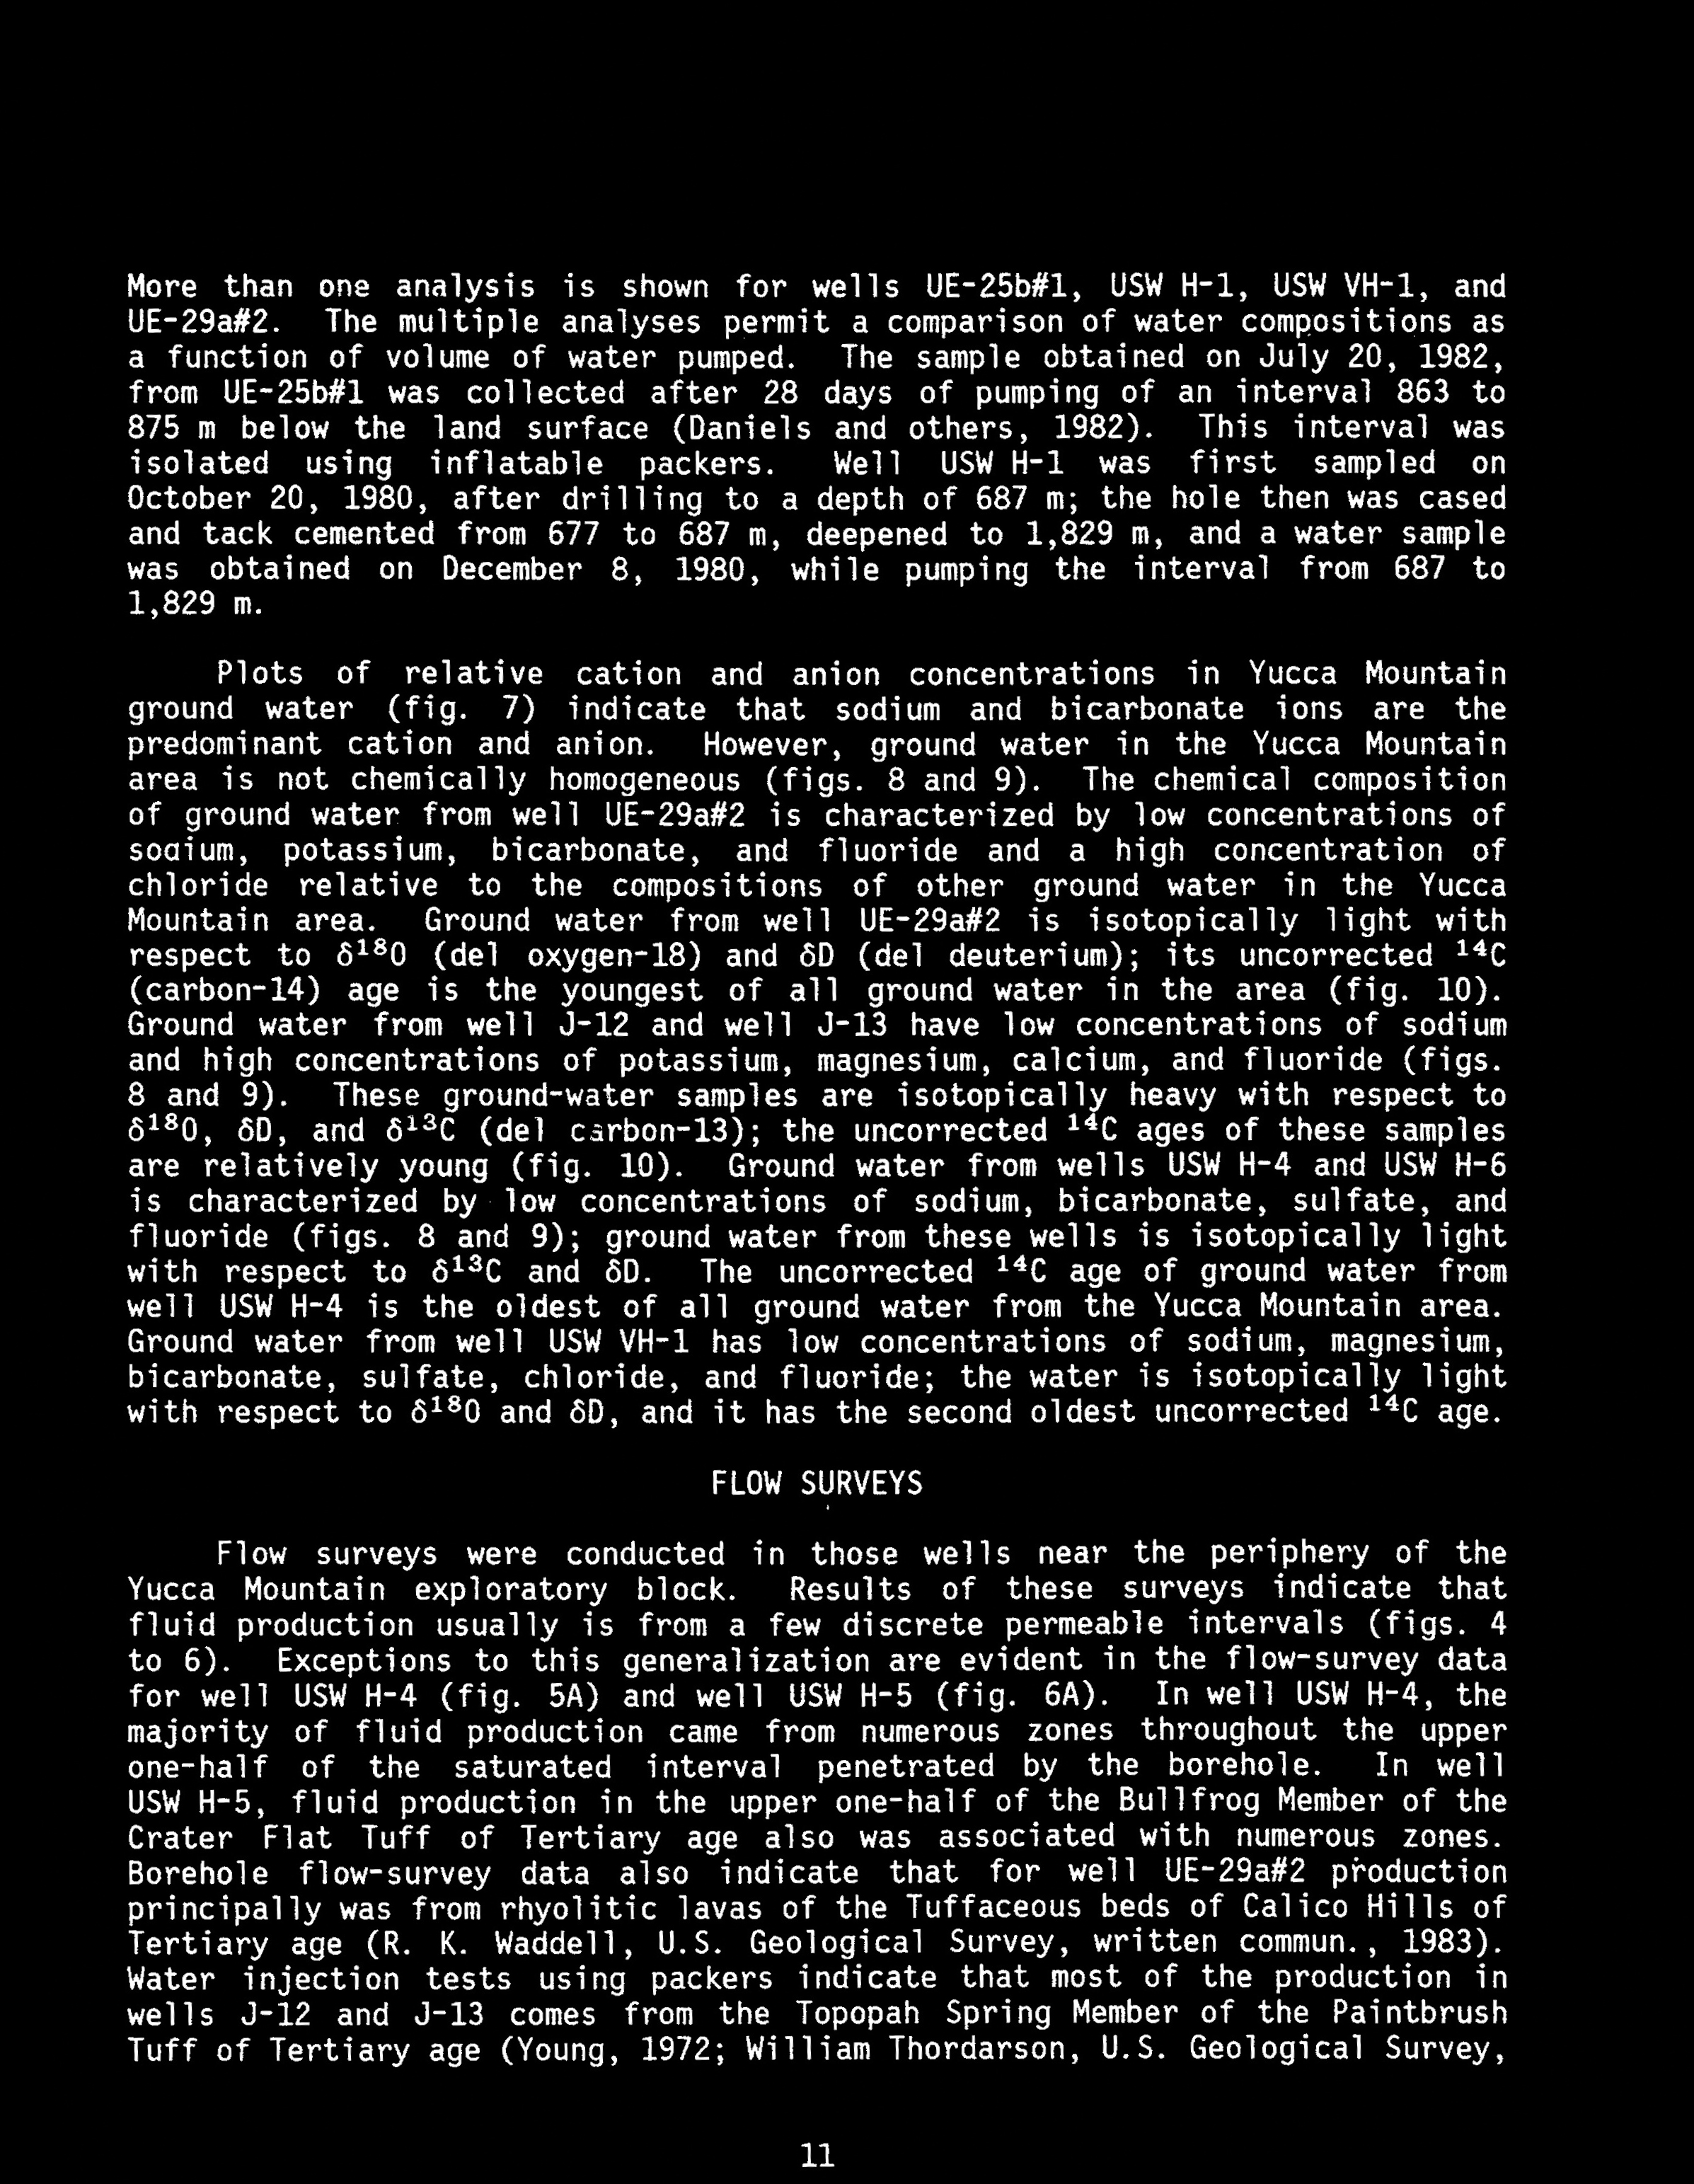 More than one analysis is shown for wells UE-25b#1, USW H-1, USW VH-1, and
UE-29a#2. The multiple analyses permit a comparison of water compositions as
a function of volume of water pumped. The sample obtained on July 20, 1982,
from UE-25b#1 was collected after 28 days of pumping of an interval 863 to
875 m below the land surface (Daniels and others, 1982). This interval was
isolated using inflatable packers. Well USW H-1 was first sampled on
October 20, 1980, after drilling to a depth of 687 m; the hole then was cased
and tack cemented from 677 to 687 m, deepened to 1,829 m, and a water sample
was obtained on December 8, 1980, while pumping the interval from 687 to
1,829 m.
Plots of relative cation and anion concentrations in Yucca Mountain
ground water (fig. 7) indicate that sodium and bicarbonate ions are the
predominant cation and anion. However, ground water in the Yucca Mountain
area is not chemically homogeneous (figs. 8 and 9). The chemical composition
of ground water from well UE-29a#2 is characterized by low concentrations of
sodium, potassium, bicarbonate, and fluoride and a high concentration of
chloride relative to the compositions of other ground water in the Yucca
Mountain area. Ground water from well UE-29a#2 is isotopically light with
respect to δ¹⁸O (del oxygen-18) and δD (del deuterium); its uncorrected ¹⁴C
(carbon-14) age is the youngest of all ground water in the area (fig. 10).
Ground water from well J-12 and well J-13 have low concentrations of sodium
and high concentrations of potassium, magnesium, calcium, and fluoride (figs.
8 and 9). These ground-water samples are isotopically heavy with respect to
δ¹⁸O, δD, and δ¹³C (del carbon-13); the uncorrected ¹⁴C ages of these samples
are relatively young (fig. 10). Ground water from wells USW H-4 and USW H-6
is characterized by low concentrations of sodium, bicarbonate, sulfate, and
fluoride (figs. 8 and 9); ground water from these wells is isotopically light
with respect to δ¹³C and δD. The uncorrected ¹⁴C age of ground water from
well USW H-4 is the oldest of all ground water from the Yucca Mountain area.
Ground water from well USW VH-1 has low concentrations of sodium, magnesium,
bicarbonate, sulfate, chloride, and fluoride; the water is isotopically light
with respect to δ¹⁸O and δD, and it has the second oldest uncorrected ¹⁴C age.
FLOW SURVEYS
Flow surveys were conducted in those wells near the periphery of the
Yucca Mountain exploratory block. Results of these surveys indicate that
fluid production usually is from a few discrete permeable intervals (figs. 4
to 6). Exceptions to this generalization are evident in the flow-survey data
for well USW H-4 (fig. 5A) and well USW H-5 (fig. 6A). In well USW H-4, the
majority of fluid production came from numerous zones throughout the upper
one-half of the saturated interval penetrated by the borehole. In well
USW H-5, fluid production in the upper one-half of the Bullfrog Member of the
Crater Flat Tuff of Tertiary age also was associated with numerous zones.
Borehole flow-survey data also indicate that for well UE-29a#2 production
principally was from rhyolitic lavas of the Tuffaceous beds of Calico Hills of
Tertiary age (R. K. Waddell, U.S. Geological Survey, written commun., 1983).
Water injection tests using packers indicate that most of the production in
wells J-12 and J-13 comes from the Topopah Spring Member of the Paintbrush
Tuff of Tertiary age (Young, 1972; William Thordarson, U.S. Geological Survey,
11